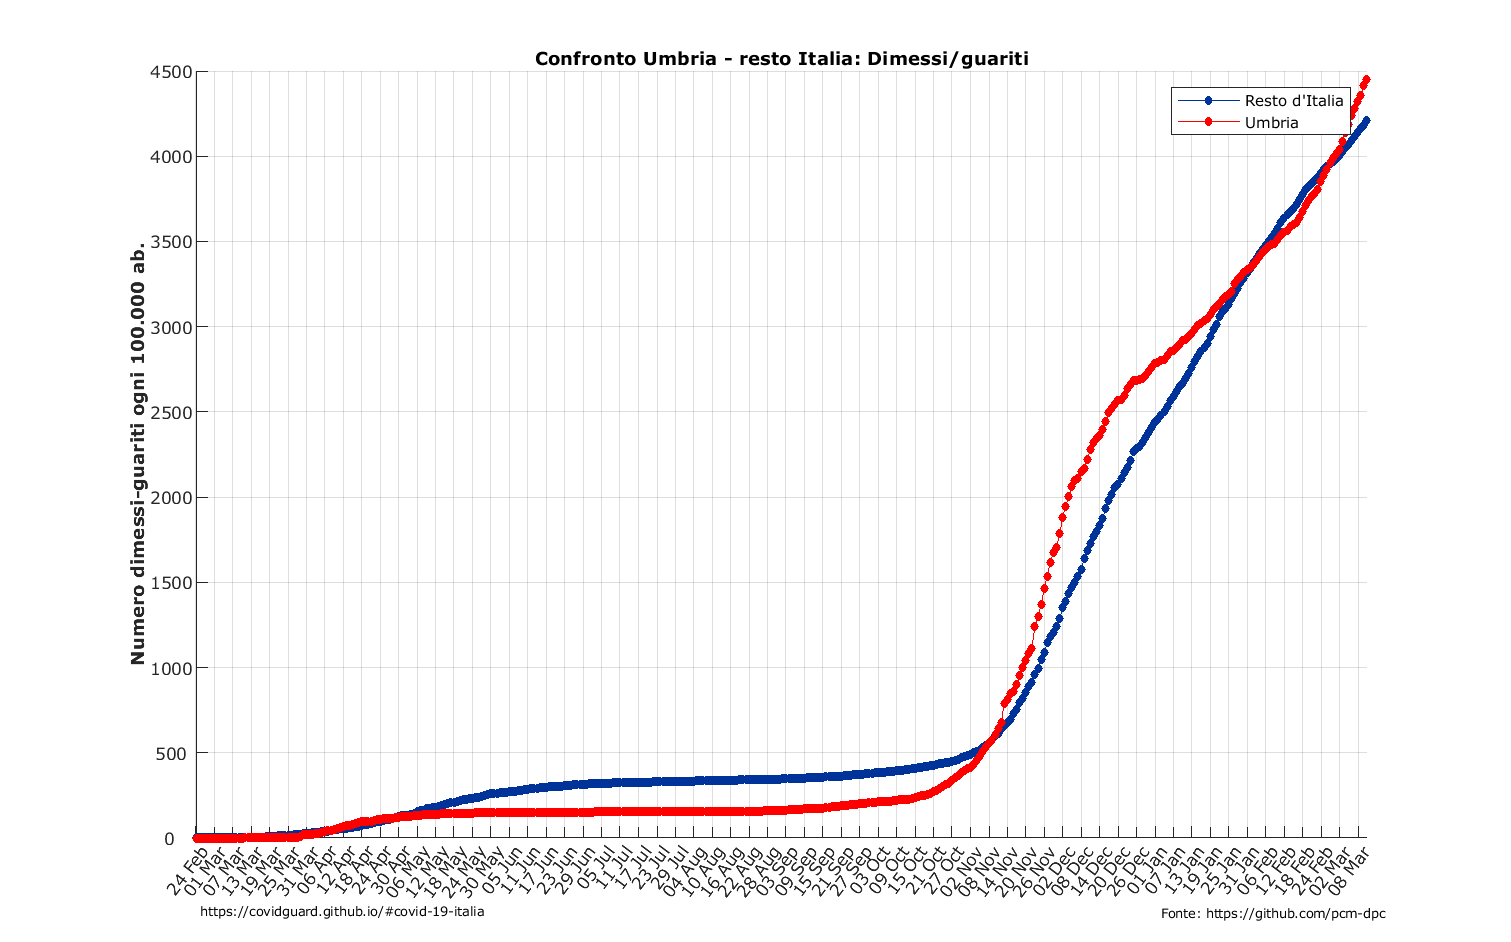 Confronto Umbria - resto Italia: Dimessi/guariti
Numero dimessi-guariti ogni 100.000 ab.
4500
4000
3500
3000
2500
2000
1500
1000
500
0
Resto d'Italia
Umbria
24 Feb
01 Mar
07 Mar
13 Mar
19 Mar
25 Mar
31 Mar
06 Apr
12 Apr
18 Apr
24 Apr
30 Apr
06 May
12 May
18 May
24 May
30 May
05 Jun
11 Jun
17 Jun
23 Jun
29 Jun
05 Jul
11 Jul
17 Jul
23 Jul
29 Jul
04 Aug
10 Aug
16 Aug
22 Aug
28 Aug
03 Sep
09 Sep
15 Sep
21 Sep
27 Sep
03 Oct
09 Oct
15 Oct
21 Oct
27 Oct
02 Nov
08 Nov
14 Nov
20 Nov
26 Nov
02 Dec
08 Dec
14 Dec
20 Dec
26 Dec
01 Jan
07 Jan
13 Jan
19 Jan
25 Jan
31 Jan
06 Feb
12 Feb
18 Feb
24 Feb
02 Mar
08 Mar
https://covidguard.github.io/#covid-19-italia
Fonte: https://github.com/pcm-dpc